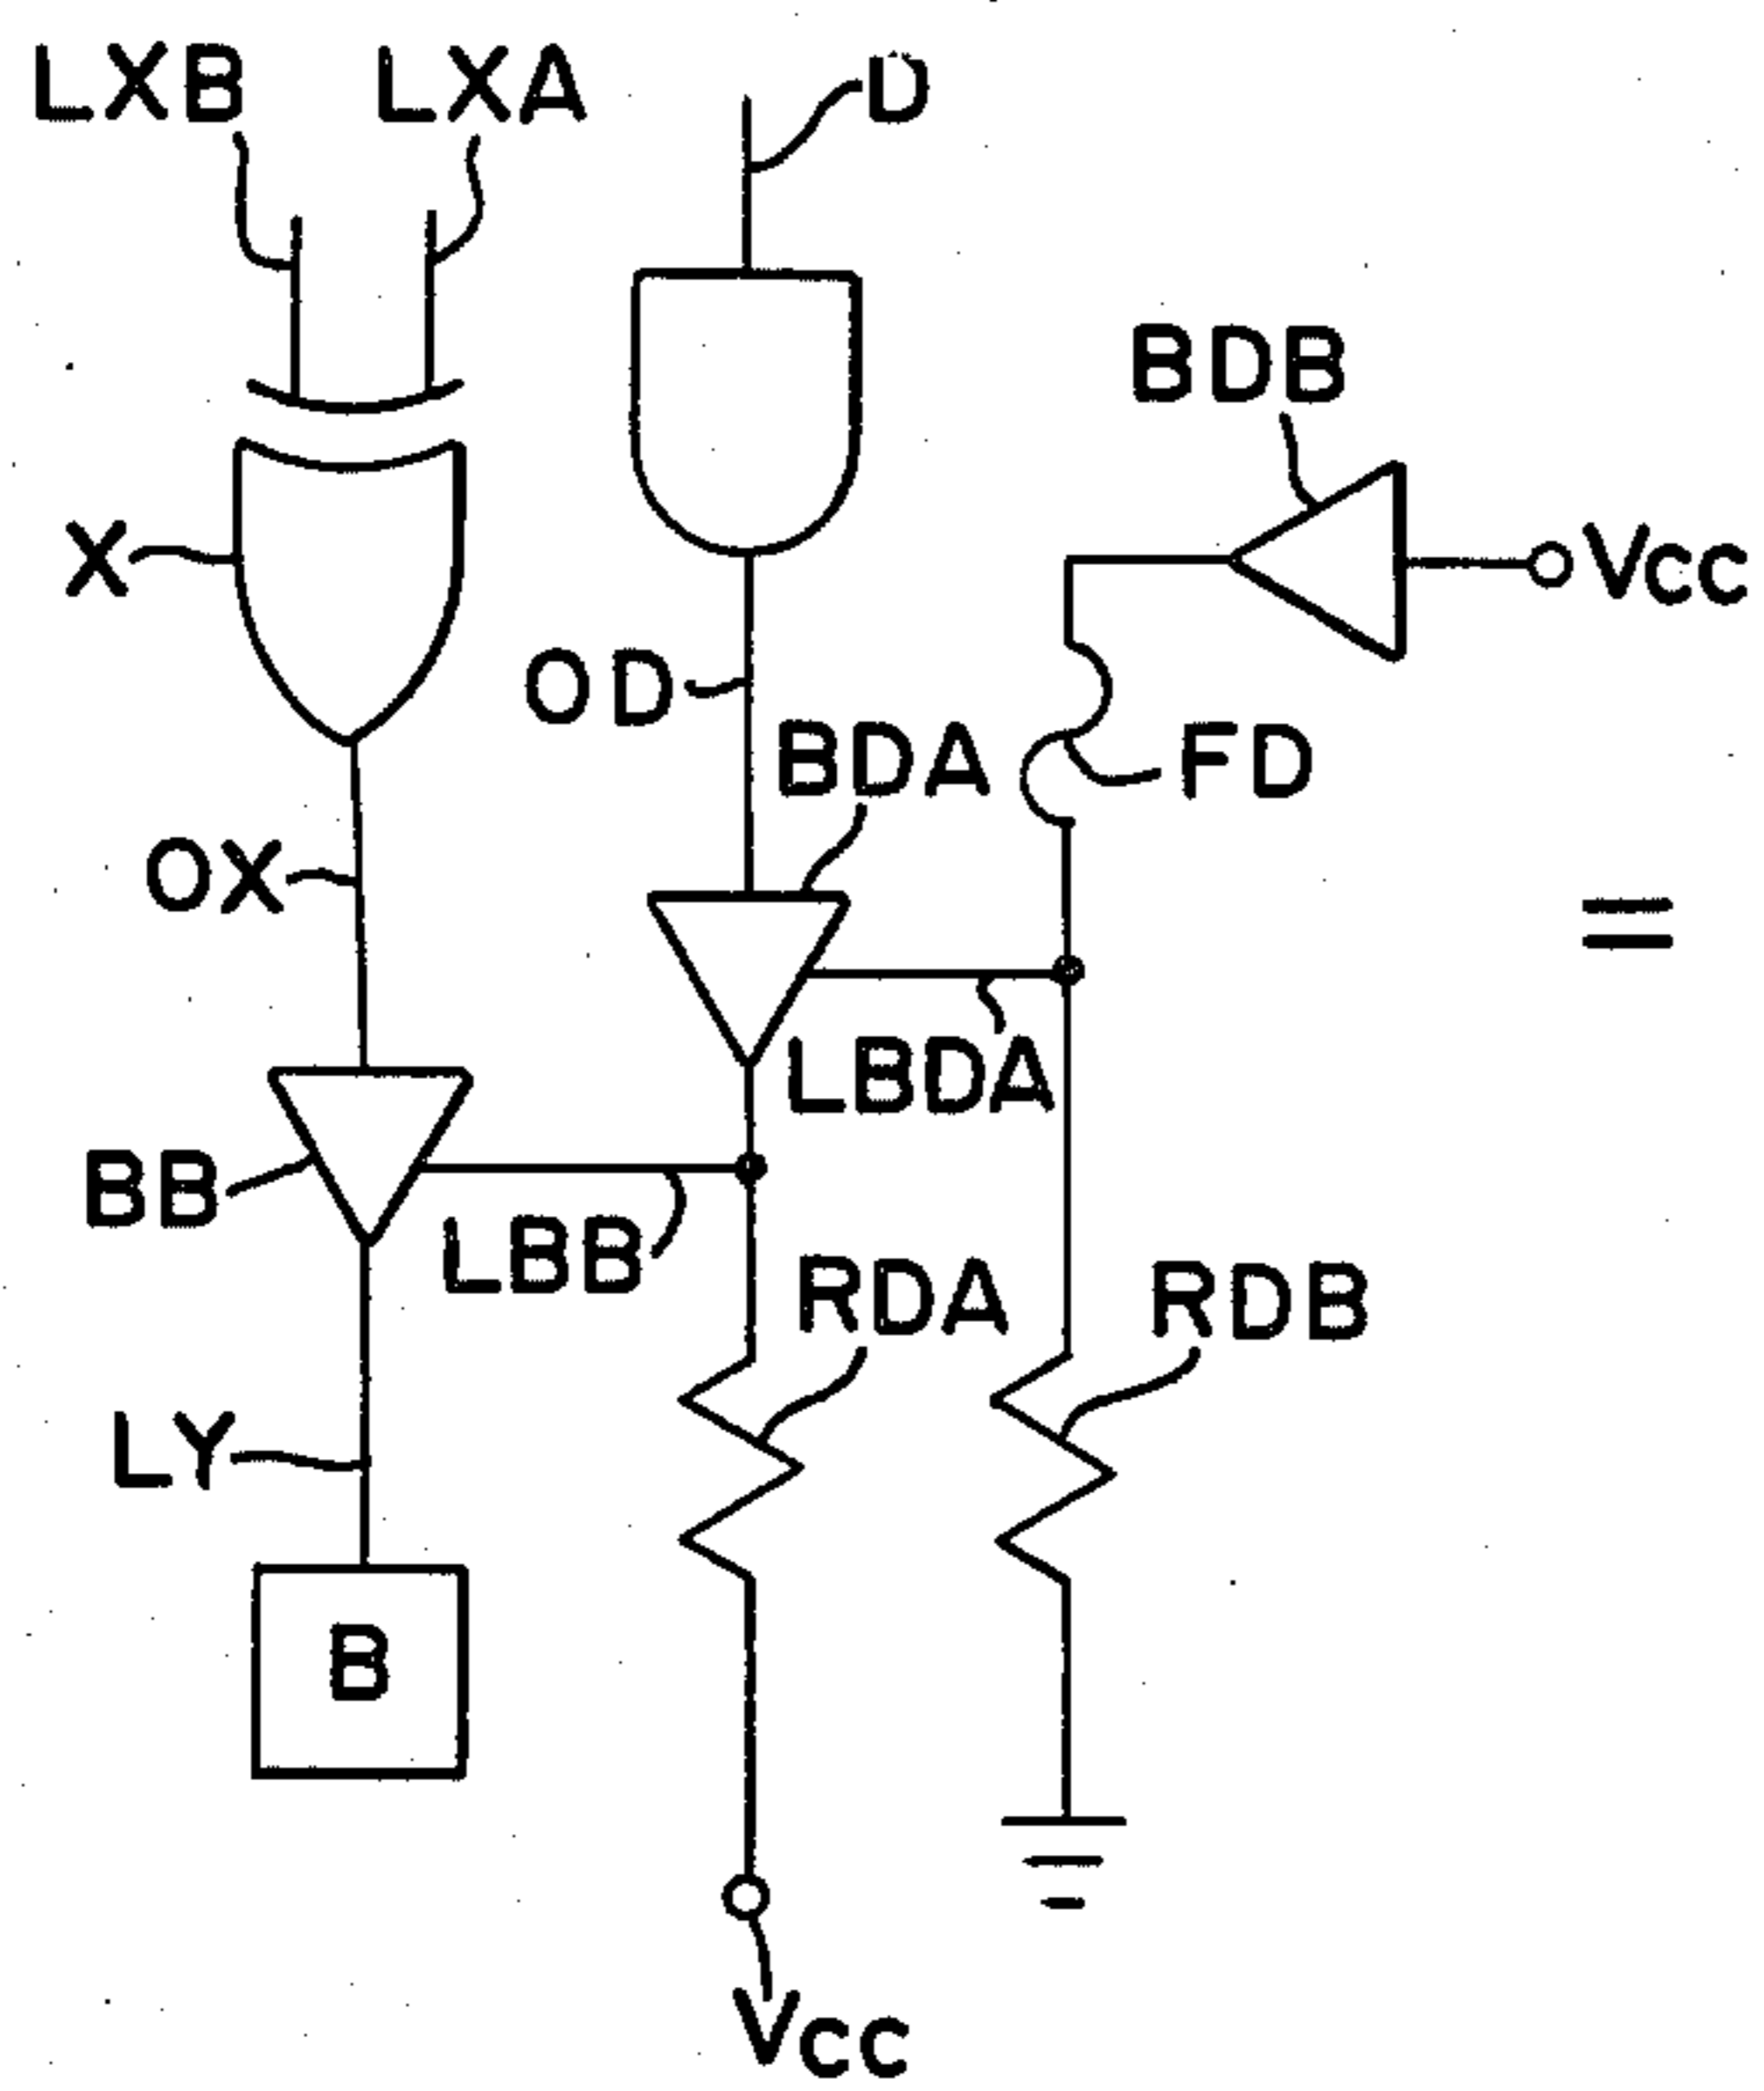 LXB LXA D
BDB
X VCC
OD
BDA FD
OX
=
LBDA
BB
LBB
RDA RDB
LY
B
VCC